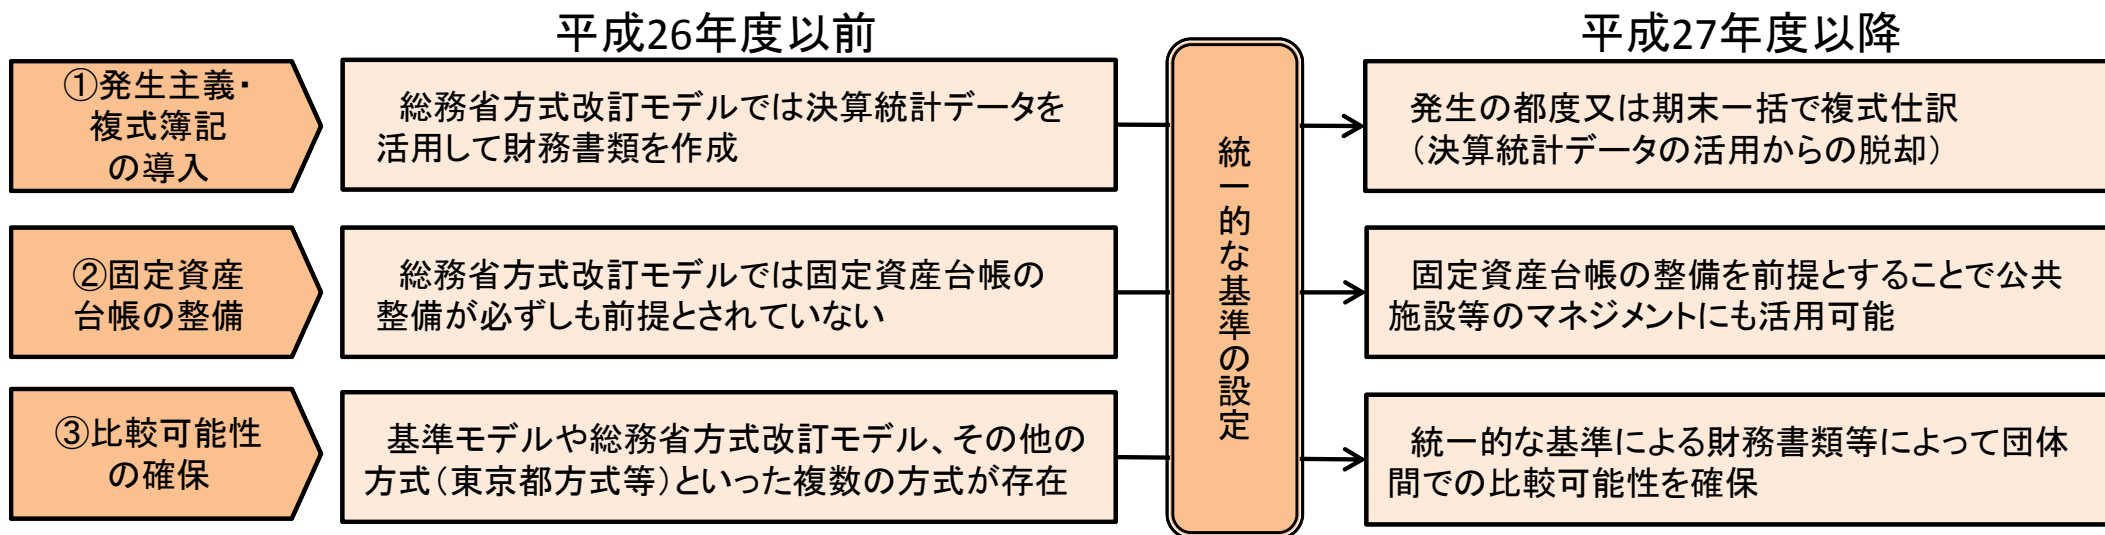 平成26年度以前
平成27年度以降
①発生主義・
複式簿記
の導入
総務省方式改訂モデルでは決算統計データを
活用して財務書類を作成
発生の都度又は期末一括で複式仕訳
(決算統計データの活用からの脱却)
②固定資産
台帳の整備
総務省方式改訂モデルでは固定資産台帳の
整備が必ずしも前提とされていない
固定資産台帳の整備を前提とすることで公共
施設等のマネジメントにも活用可能
③比較可能性
の確保
基準モデルや総務省方式改訂モデル、その他の
方式(東京都方式等)といった複数の方式が存在
統一的な基準による財務書類等によって団体
間での比較可能性を確保
統一的な基準の設定